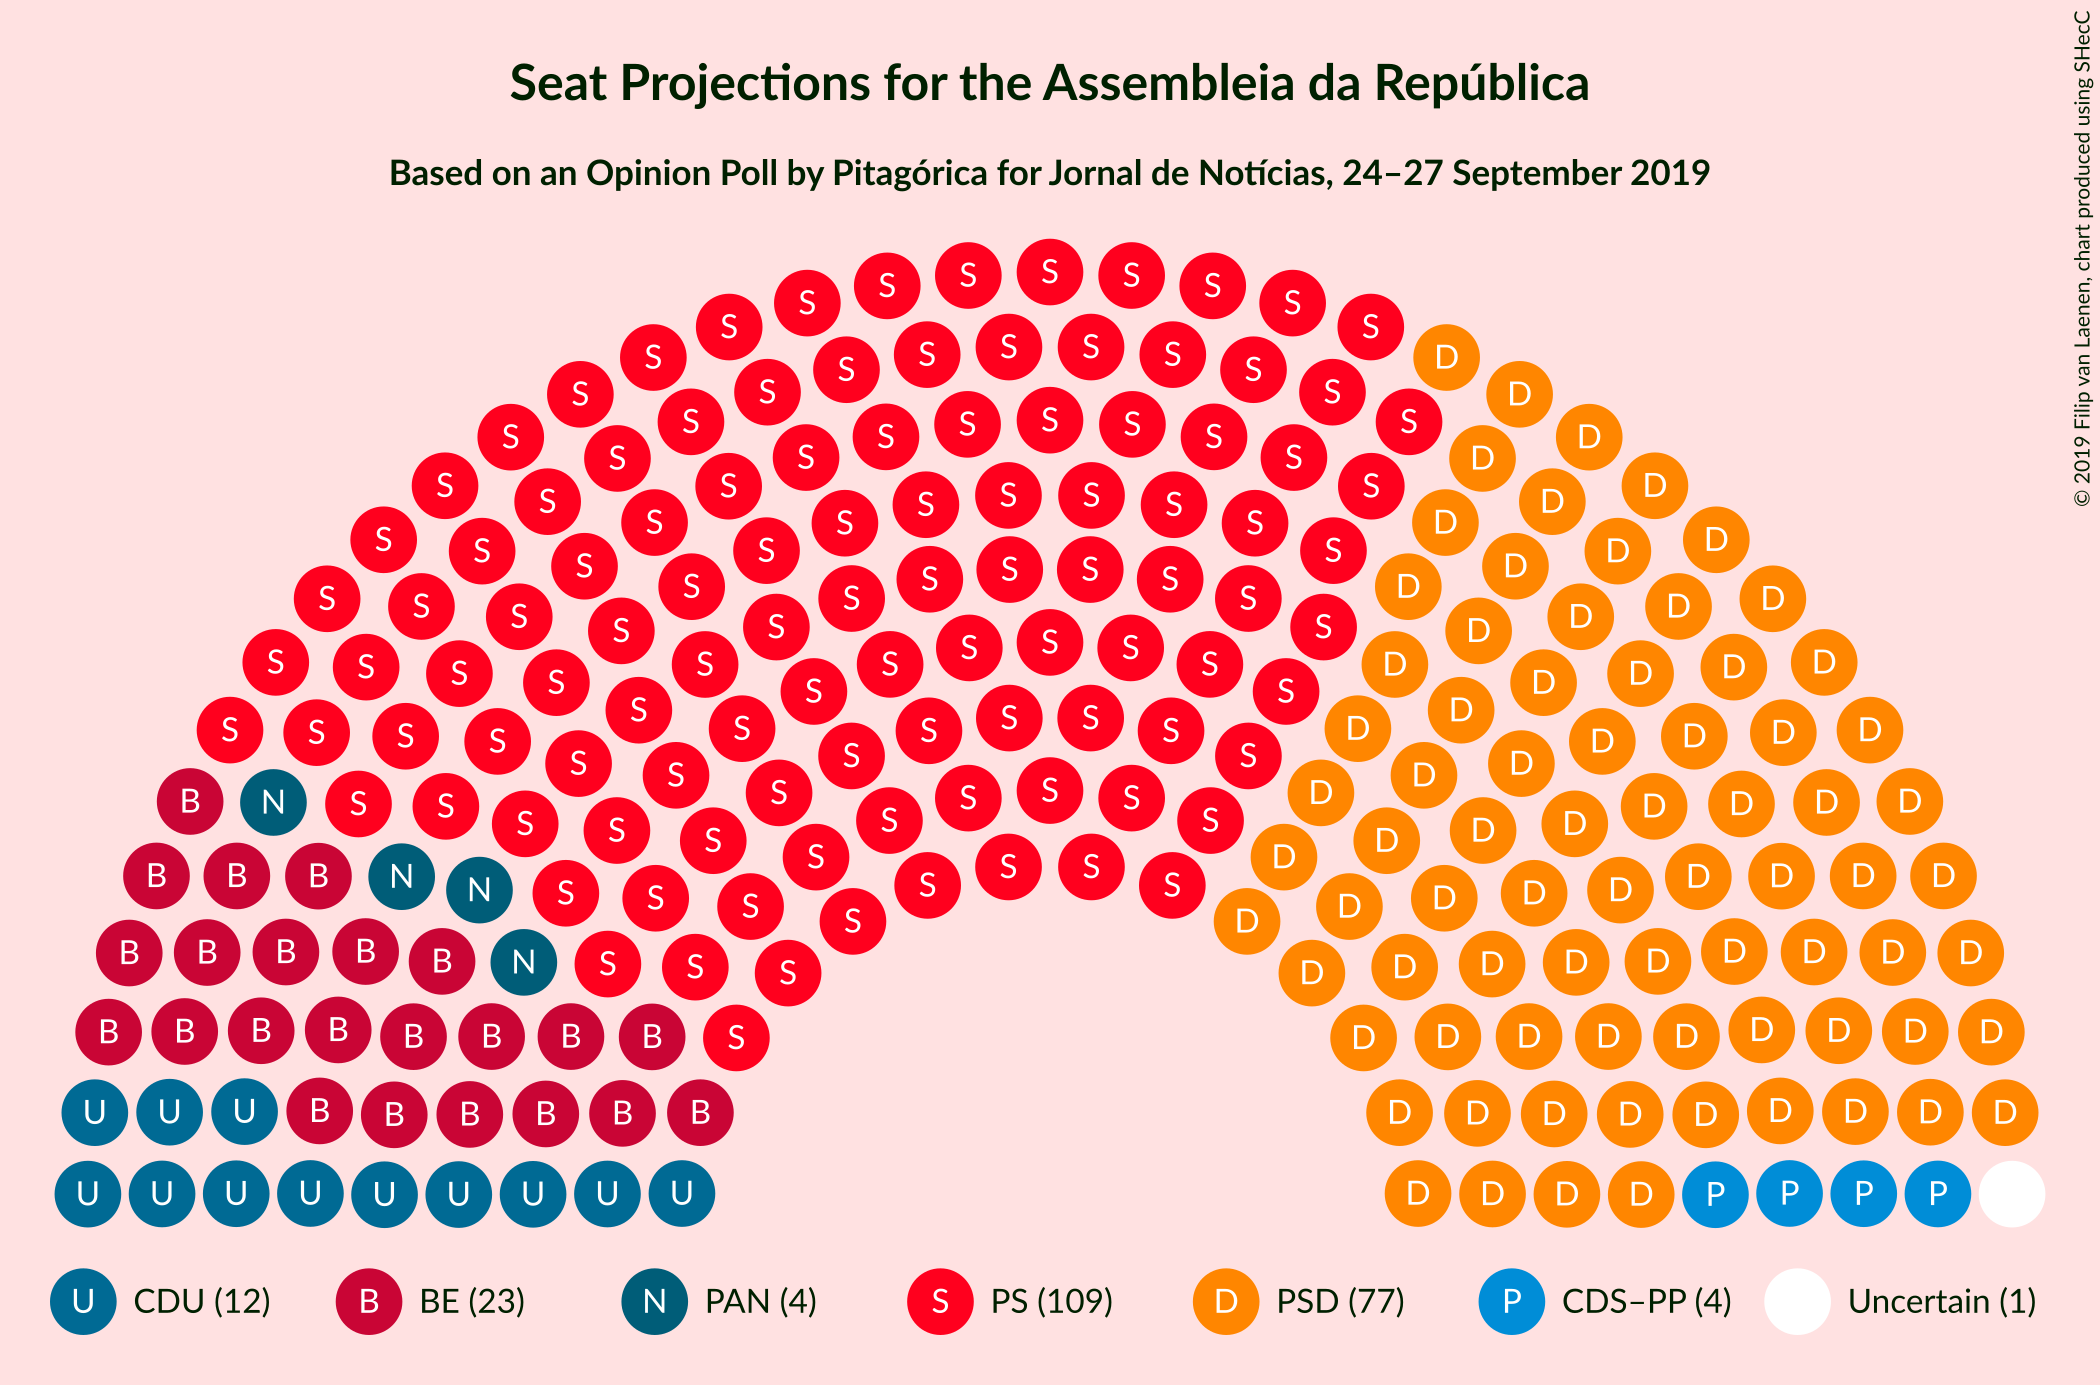 Seat Projections for the Assembleia da República
Based on an Opinion Poll by Pitagórica for Jornal de Notícias, 24–27 September 2019
© 2019 Filip van Laenen, chart produced using SHecC
S S S S S S S S S
S S S S S S S S S S D
S S S S S S S S S D D
S S S S S S S S S S D D
S S S S S S S S S S D D D
S S S S S S S S S S D D D D
S S S S S S S S S S D D D D D
S S S S S S S S S S D D D D D
S S S S S S S S S S D D D D D D
S S S S S S S S S S D D D D D D
B N S S S S S S S S S S D D D D D D D D
B B B N N S S S S S S S S D D D D D D D D D
B B B B B N S S S D D D D D D D D D
B B B B B B B B S D D D D D D D D D
U U U B B B B B B D D D D D D D D D
U U U U U U U U U D D D D P P P P
U CDU (12) B BE (23) N PAN (4) S PS (109) D PSD (77) P CDS–PP (4) Uncertain (1)